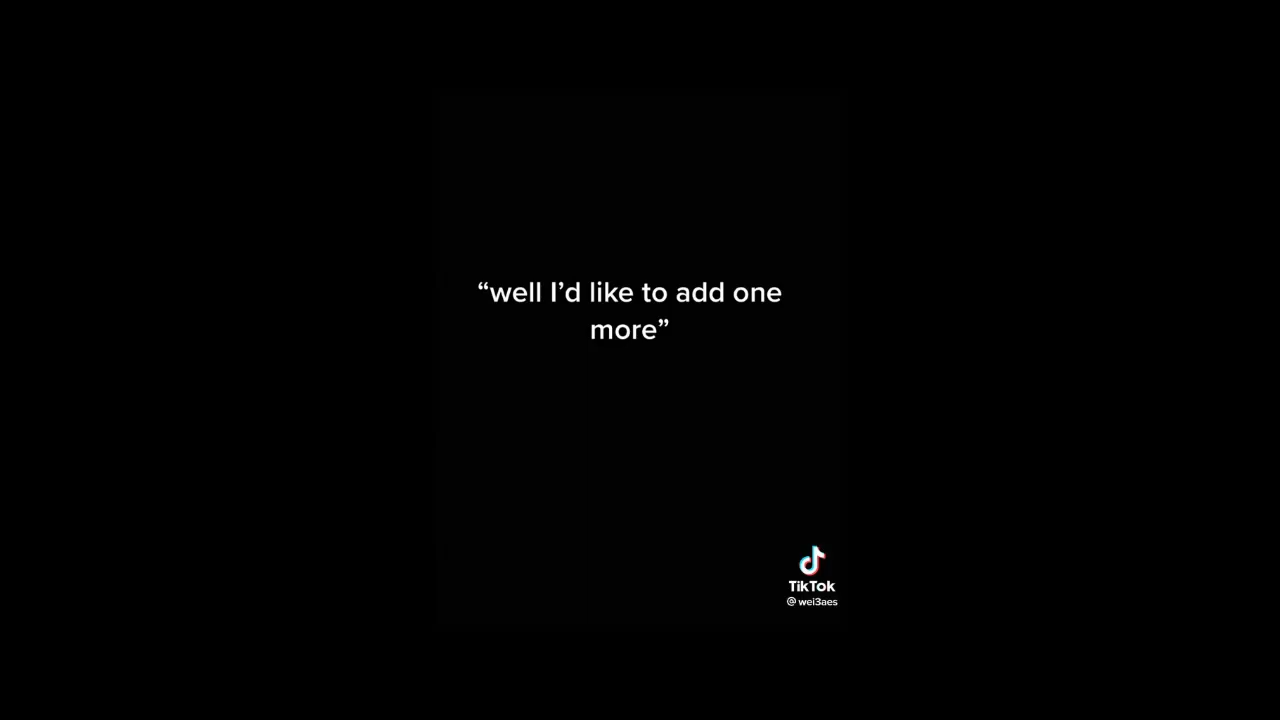 “well I’d like to add one
more”
TikTok
@ wei3aes